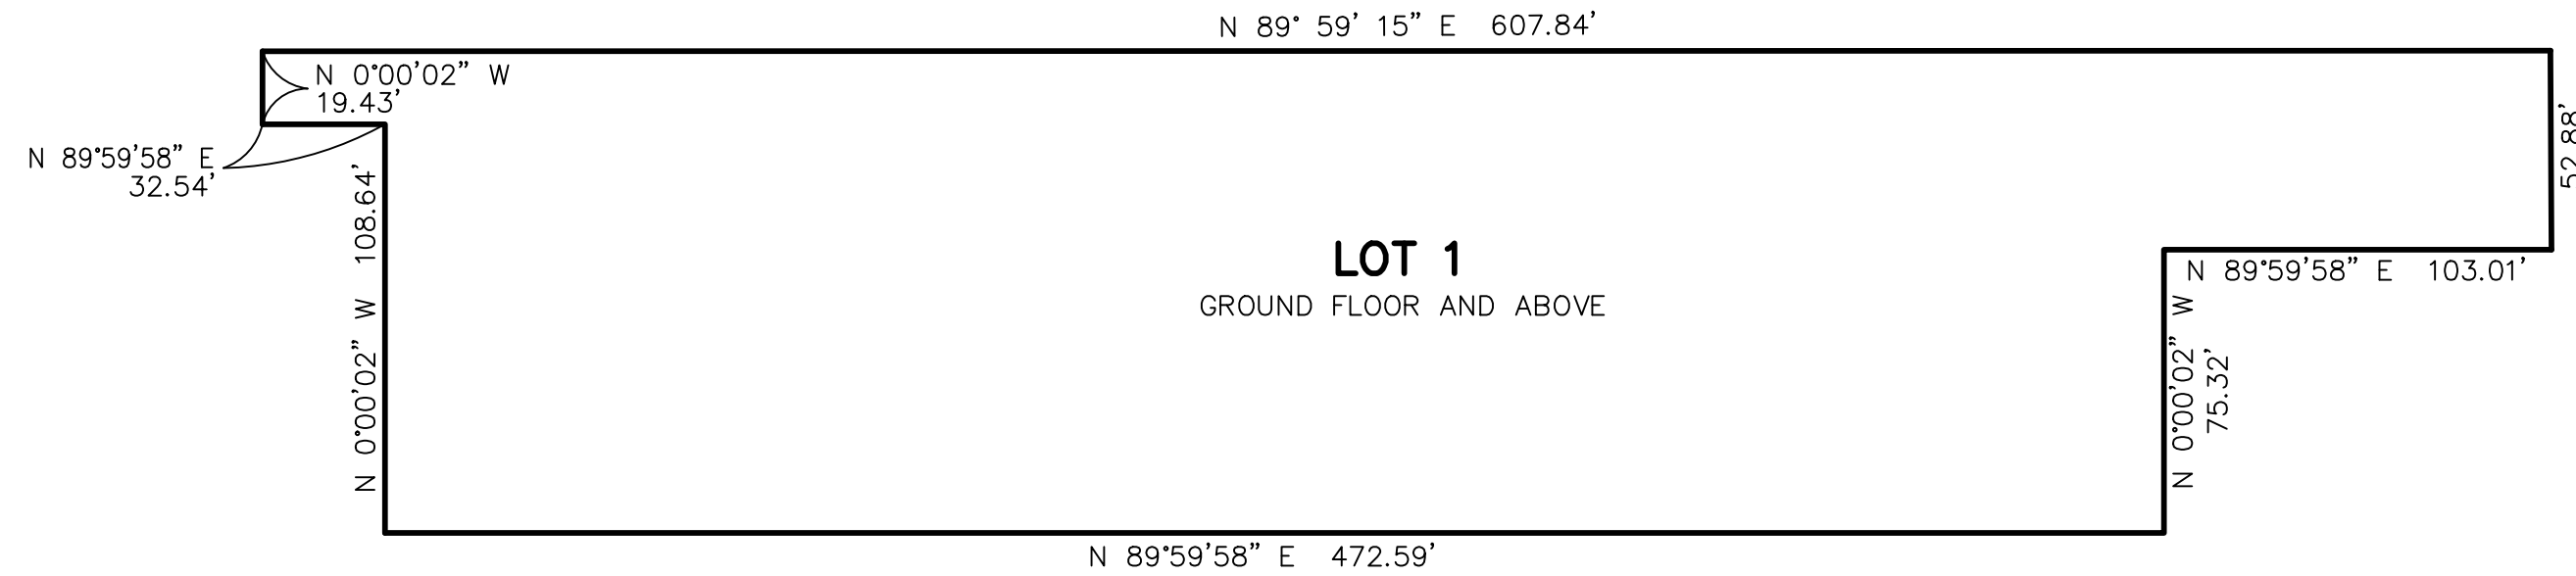 N 89° 59' 15" E 607.84'
N 0°00'02" W
19.43'
52.88'
N 89°59'58" E
32.54'
N 0°00'02" W 108.64'
LOT 1
GROUND FLOOR AND ABOVE
N 89°59'58" E 103.01'
N 0°00'02" W
75.32'
N 89°59'58" E 472.59'